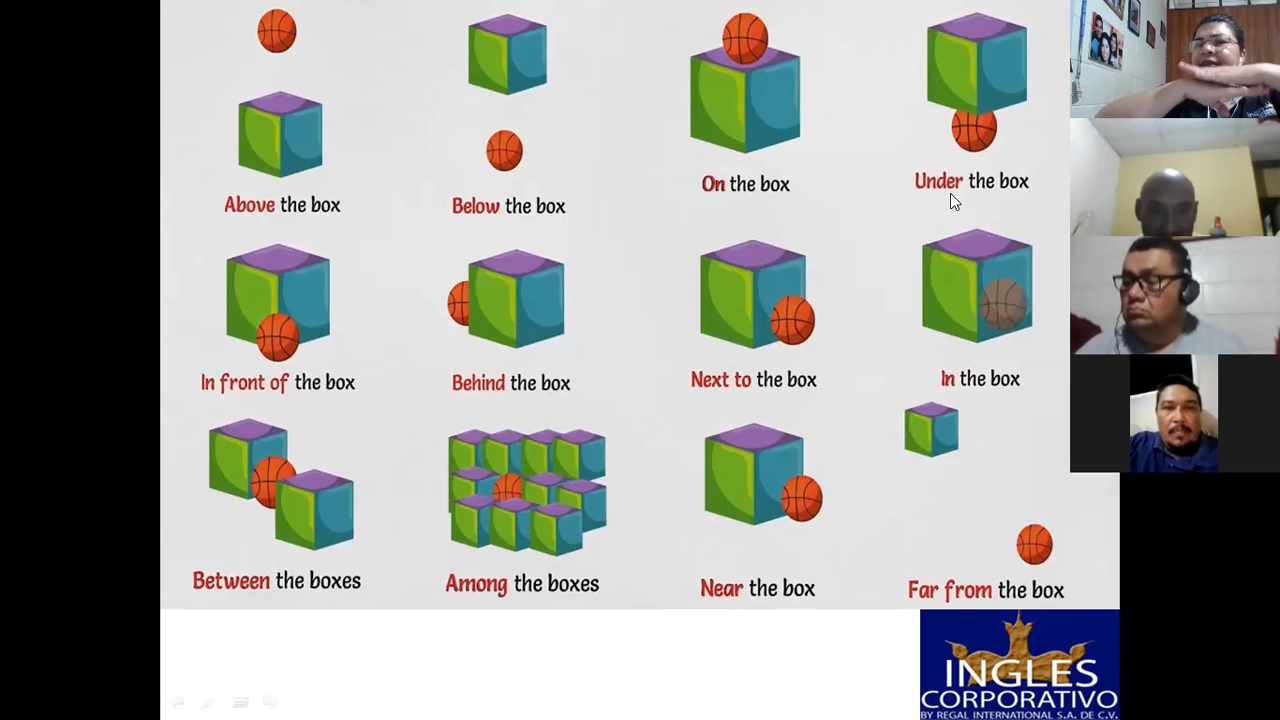 Above the box
Below the box
On the box
Under the box
In front of the box
Behind the box
Next to the box
In the box
Between the boxes
Among the boxes
Near the box
Far from the box
INGLES
CORPORATIVO
BY REGAL INTERNATIONAL S.A. DE C.V.